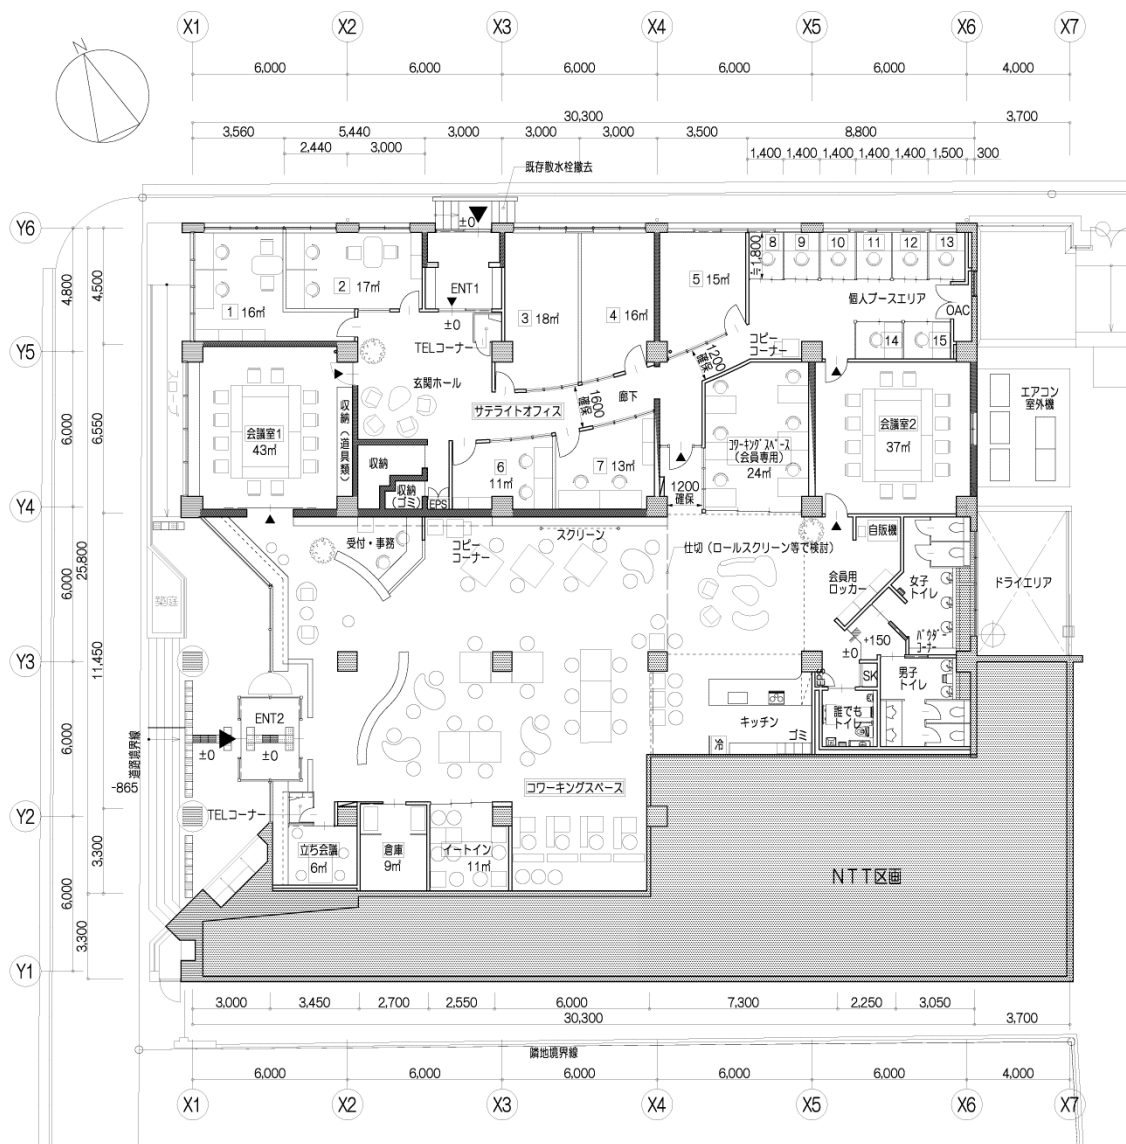 X1 X2 X3 X4 X5 X6 X7
N
6,000 6,000 6,000 6,000 6,000 4,000
30,300 3,700
3,560 5,440 3,000 3,000 3,000 3,500 8,800
2,440 3,000 1,400 1,400 1,400 1,400 1,400 1,500 300
既存散水栓撤去
Y6
±0
1 16㎡
2 17㎡
ENT1
±0
3 18㎡
4 16㎡
5 15㎡
≒1,800
8 9 10 11 12 13
個人ブースエリア
OAC
14 15
4,800 4,500
Y5
TELコーナー
玄関ホール
サテライトオフィス
廊下
1600
確保
1200
確保
コピー
コーナー
エアコン
室外機
6,000 6,550
会議室1
43㎡
収納(道具類)
収納
収納
(ゴミ)
EPS
6
11㎡
7 13㎡
コワーキングスペース
(会員専用)
24㎡
会議室2
37㎡
1200
確保
Y4
受付・事務
コピー
コーナー
スクリーン
仕切(ロールスクリーン等で検討)
自販機
会員用
ロッカー
女子
トイレ
ドライエリア
6,000 25,800
パウダー
コーナー
+150
±0
Y3
11,450
SK
男子
トイレ
誰でも
トイレ
キッチン
ゴミ
ENT2
±0
±0
道路境界線
-865
6,000
コワーキングスペース
Y2
TELコーナー
立ち会議
6㎡
倉庫
9㎡
イートイン
11㎡
3,300
NTT区画
6,000
3,300
Y1
3,000 3,450 2,700 2,550 6,000 7,300 2,250 3,050
30,300 3,700
隣地境界線
6,000 6,000 6,000 6,000 6,000 4,000
X1 X2 X3 X4 X5 X6 X7